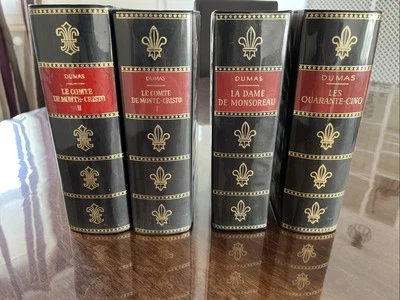 DUMAS
LE COMTE
DE MONTE-CRISTO
II
DUMAS
LE COMTE
DE MONTE-CRISTO
DUMAS
LA DAME
DE MONSOREAU
DUMAS
LES
QUARANTE-CINQ